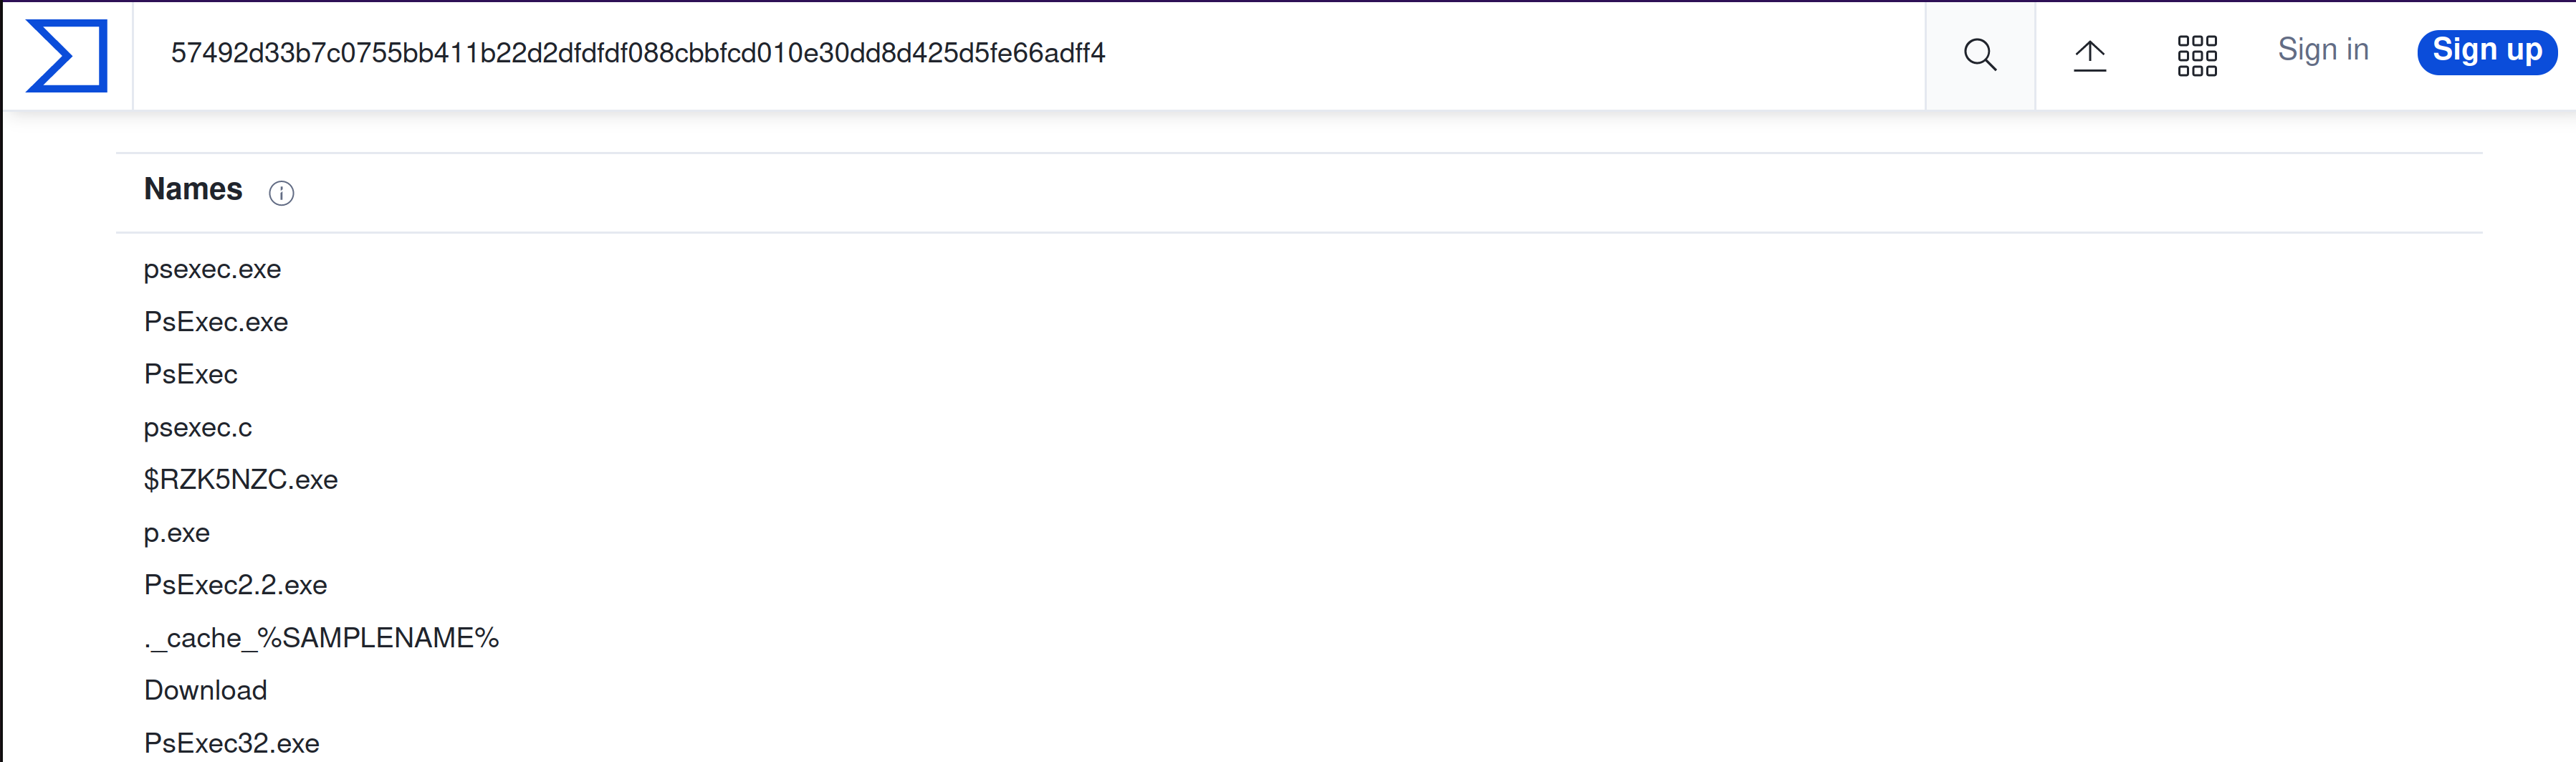 57492d33b7c0755bb411b22d2dfdfdf088cbbfcd010e30dd8d425d5fe66adff4
Sign in
Sign up
Names
psexec.exe
PsExec.exe
PsExec
psexec.c
$RZK5NZC.exe
p.exe
PsExec2.2.exe
._cache_%SAMPLENAME%
Download
PsExec32.exe